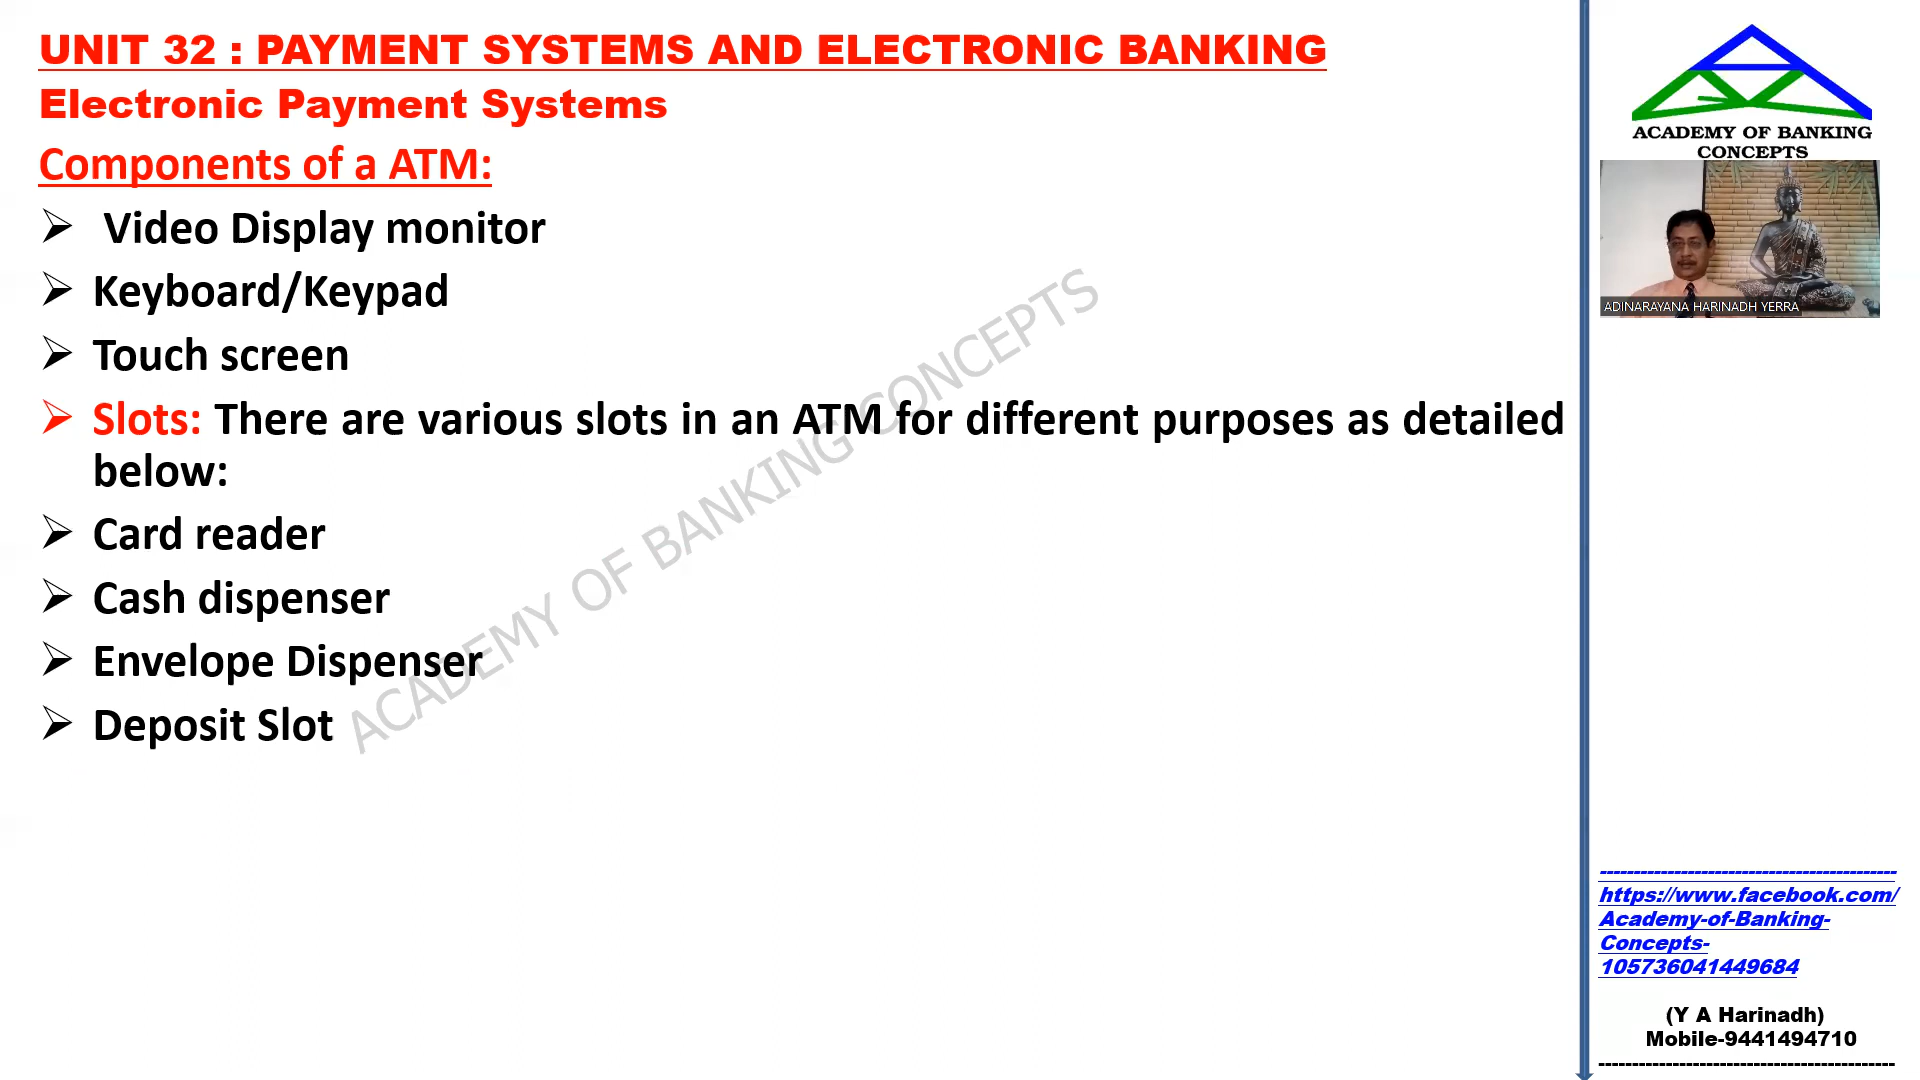 UNIT 32 : PAYMENT SYSTEMS AND ELECTRONIC BANKING
Electronic Payment Systems
Components of a ATM:
Video Display monitor
Keyboard/Keypad
Touch screen
Slots: There are various slots in an ATM for different purposes as detailed
below:
Card reader
Cash dispenser
Envelope Dispenser
Deposit Slot
ACADEMY OF BANKING CONCEPTS
ACADEMY OF BANKING
CONCEPTS
ADINARAYANA HARINADH YERRA
https://www.facebook.com/
Academy-of-Banking-
Concepts-
105736041449684
(Y A Harinadh)
Mobile-9441494710